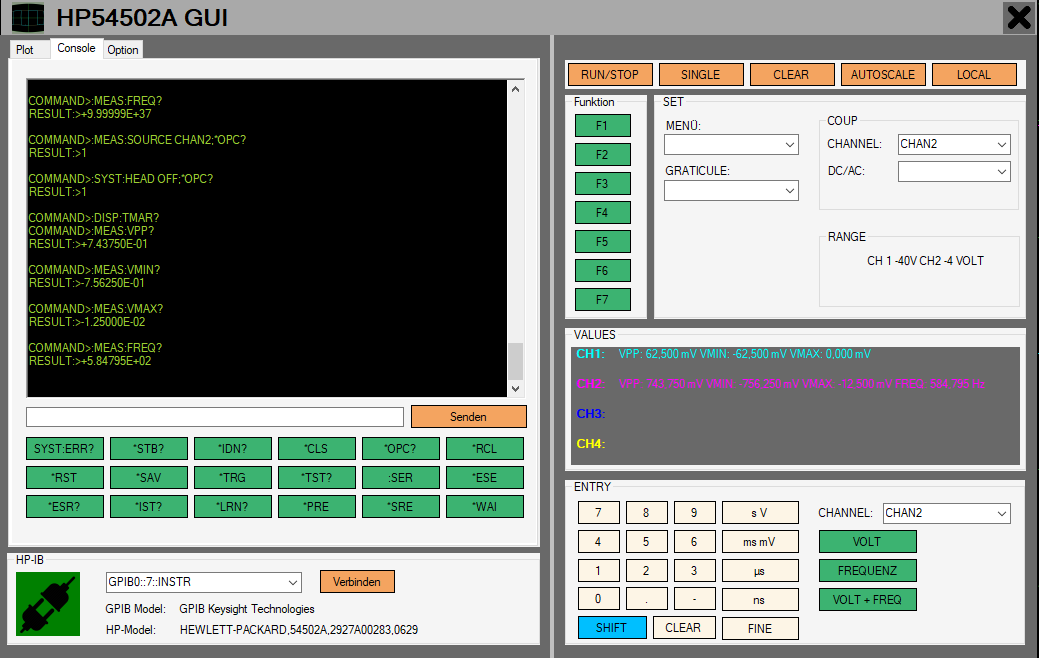 HP54502A GUI
Plot Console Option
COMMAND>:MEAS:FREQ?
RESULT:>+9.99999E+37
COMMAND>:MEAS:SOURCE CHAN2;*OPC?
RESULT:>1
COMMAND>:SYST:HEAD OFF;*OPC?
RESULT:>1
COMMAND>:DISP:TMAR?
COMMAND>:MEAS:VPP?
RESULT:>+7.43750E-01
COMMAND>:MEAS:VMIN?
RESULT:>-7.56250E-01
COMMAND>:MEAS:VMAX?
RESULT:>-1.25000E-02
COMMAND>:MEAS:FREQ?
RESULT:>+5.84795E+02
Senden
SYST:ERR? *STB? *IDN? *CLS *OPC? *RCL
*RST *SAV *TRG *TST? :SER *ESE
*ESR? *IST? *LRN? *PRE *SRE *WAI
HP-IB
GPIB0::7::INSTR Verbinden
GPIB Model: GPIB Keysight Technologies
HP-Model: HEWLETT-PACKARD,54502A,2927A00283,0629
RUN/STOP SINGLE CLEAR AUTOSCALE LOCAL
Funktion
F1
F2
F3
F4
F5
F6
F7
SET
MENÜ:
GRATICULE:
COUP
CHANNEL: CHAN2
DC/AC:
RANGE
CH 1 -40V CH2 -4 VOLT
VALUES
CH1: VPP: 62,500 mV VMIN: -62,500 mV VMAX: 0,000 mV
CH2: VPP: 743,750 mV VMIN: -756,250 mV VMAX: -12,500 mV
CH3:
CH4:
ENTRY
7 8 9 s V
4 5 6 ms mV
1 2 3 µs
0 . - ns
SHIFT CLEAR FINE
CHANNEL: CHAN2
VOLT
FREQUENZ
VOLT + FREQ